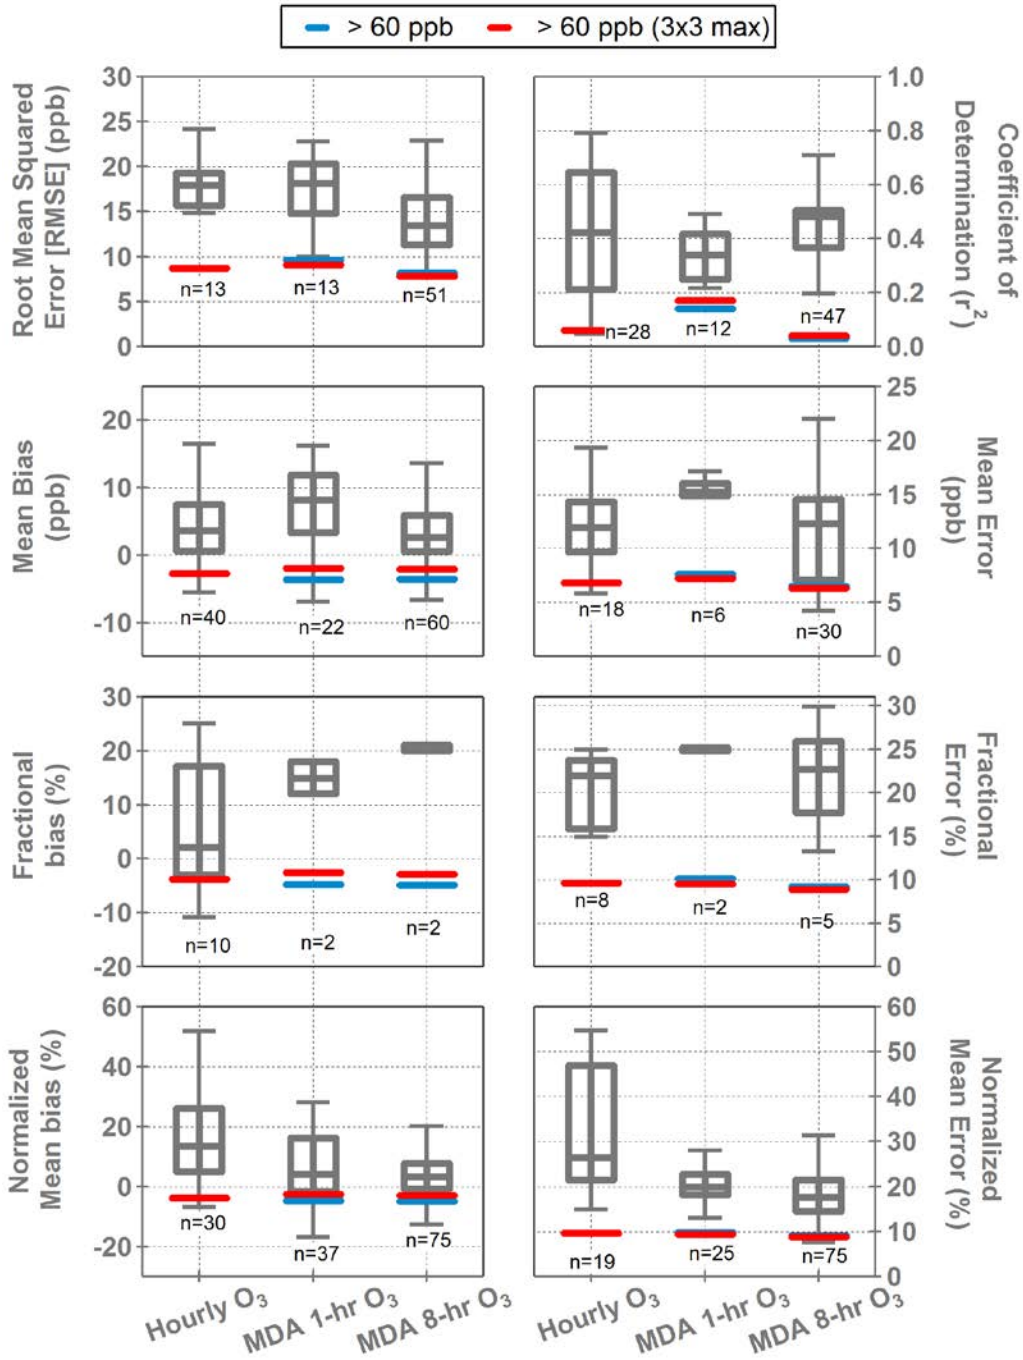 > 60 ppb > 60 ppb (3x3 max)
Root Mean Squared
Error [RMSE] (ppb)
30
25
20
15
10
5
0
n=13
n=13
n=51
1.0
0.8
0.6
0.4
0.2
0.0
n=28
n=12
n=47
Coefficient of
Determination (r²)
Mean Bias
(ppb)
20
10
0
-10
n=40
n=22
n=60
25
20
15
10
5
0
n=18
n=6
n=30
Mean Error
(ppb)
Fractional
bias (%)
30
20
10
0
-10
-20
n=10
n=2
n=2
30
25
20
15
10
5
0
n=8
n=2
n=5
Fractional
Error (%)
Normalized
Mean bias (%)
60
40
20
0
-20
n=30
n=37
n=75
60
50
40
30
20
10
0
n=19
n=25
n=75
Normalized
Mean Error (%)
Hourly O₃
MDA 1-hr O₃
MDA 8-hr O₃
Hourly O₃
MDA 1-hr O₃
MDA 8-hr O₃